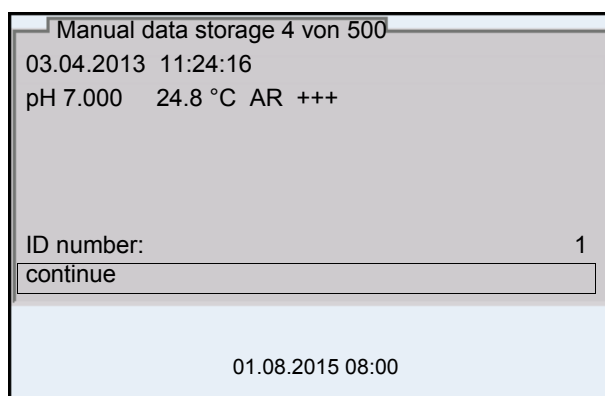 Manual data storage 4 von 500
03.04.2013 11:24:16
pH 7.000 24.8 °C AR +++
ID number: 1
continue
01.08.2015 08:00